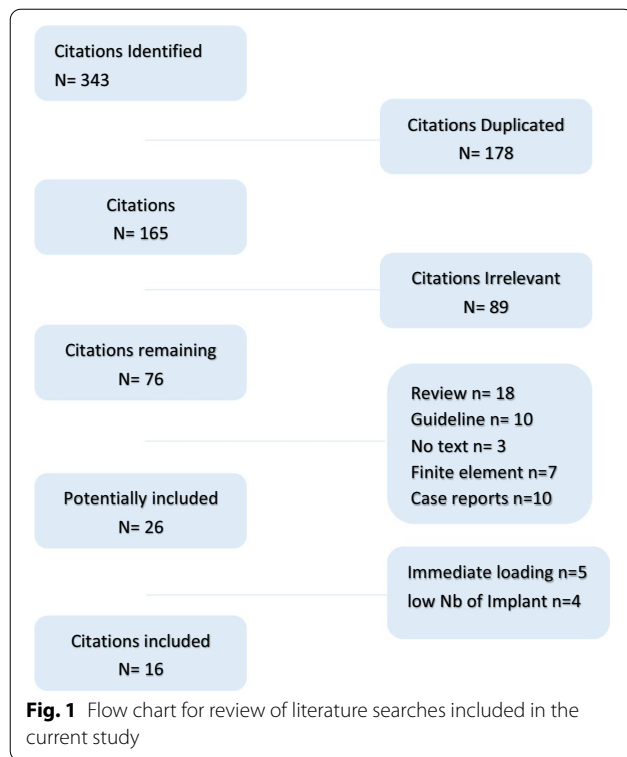 Citations Identified
N= 343
Citations Duplicated
N= 178
Citations
N= 165
Citations Irrelevant
N= 89
Citations remaining
N= 76
Review n= 18
Guideline n= 10
No text n= 3
Finite element n=7
Case reports n=10
Potentially included
N= 26
Immediate loading n=5
low Nb of Implant n=4
Citations included
N= 16
Fig. 1 Flow chart for review of literature searches included in the
current study